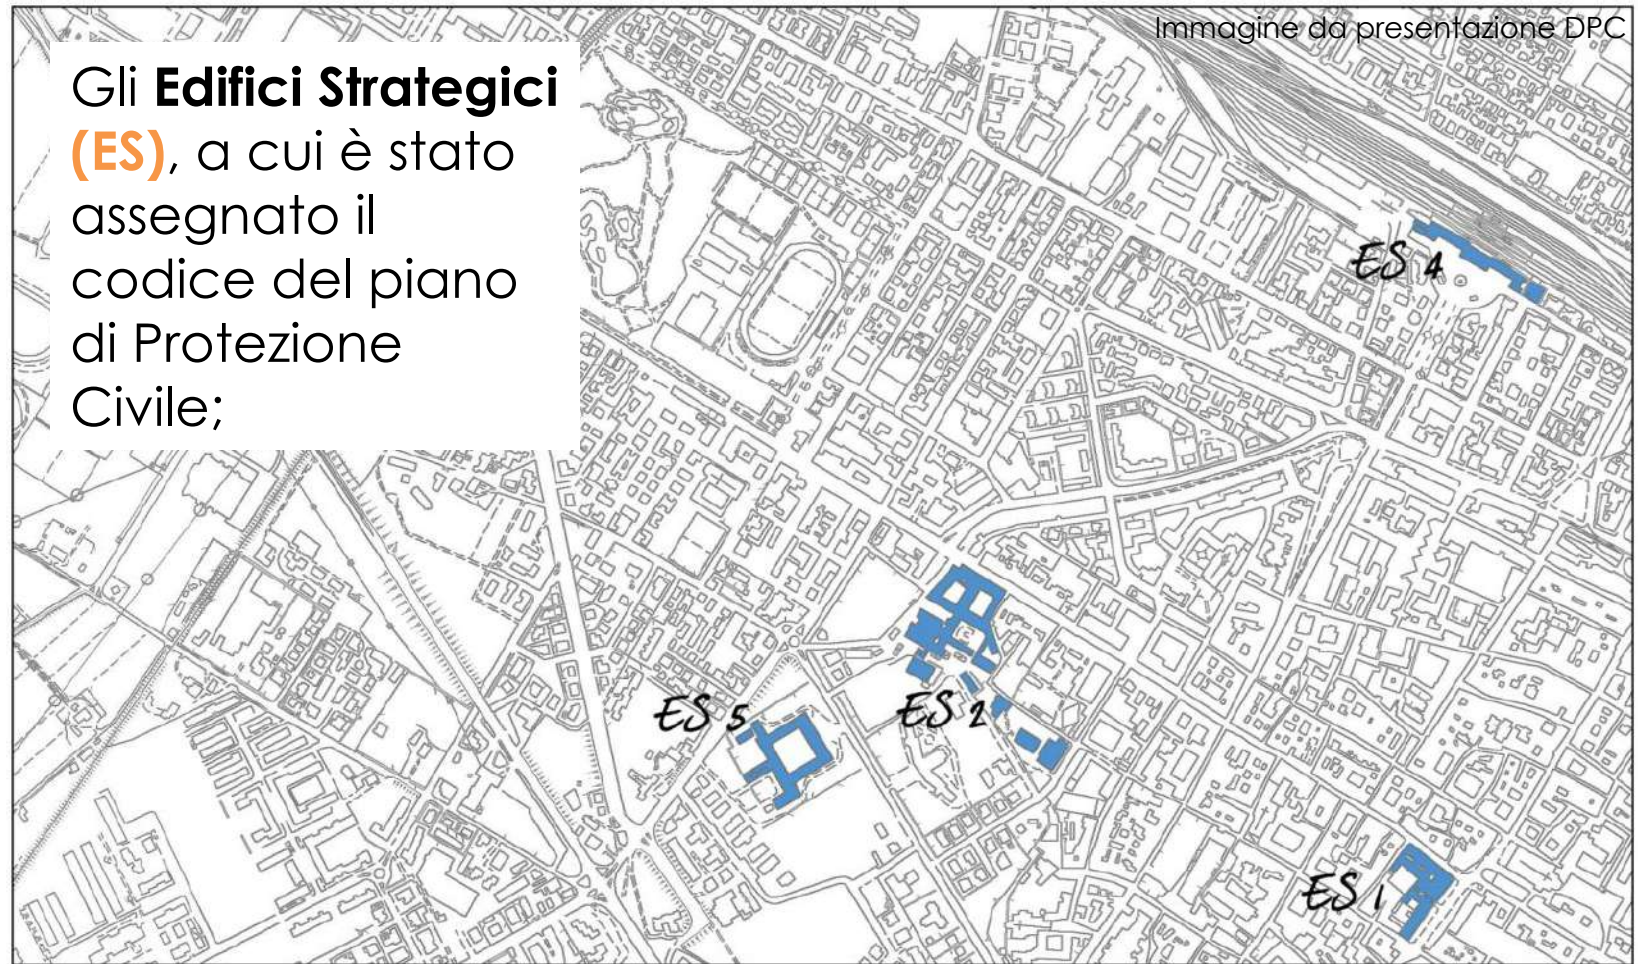 Immagine da presentazione DPC
Gli Edifici Strategici
(ES), a cui è stato
assegnato il
codice del piano
di Protezione
Civile;
ES 4
ES 5
ES 2
ES 1